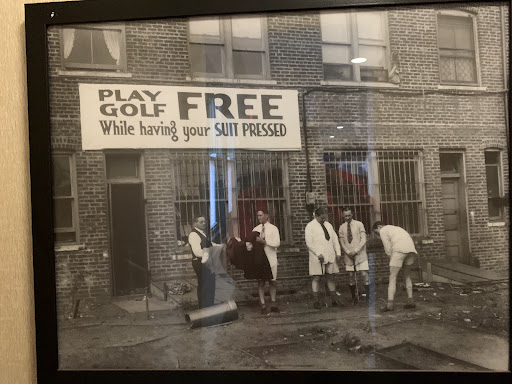 PLAY GOLF FREE
While having your SUIT PRESSED